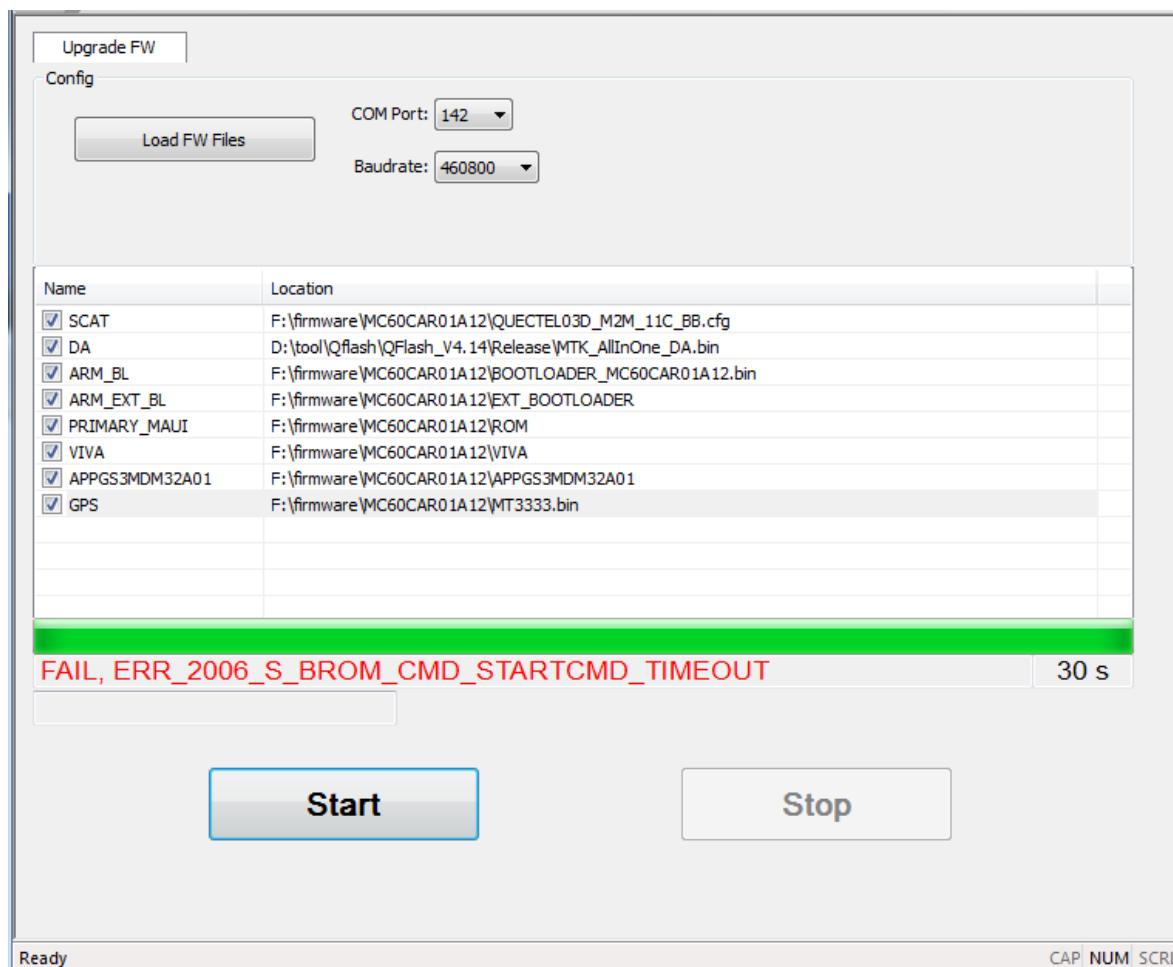 Upgrade FW
Config
Load FW Files
COM Port: 142
Baudrate: 460800
Name Location
SCAT F:\firmware\MC60CAR01A12\QUECTEL03D_M2M_11C_BB.cfg
DA D:\tool\Qflash\QFlash_V4.14\Release\MTK_AllInOne_DA.bin
ARM_BL F:\firmware\MC60CAR01A12\BOOTLOADER_MC60CAR01A12.bin
ARM_EXT_BL F:\firmware\MC60CAR01A12\EXT_BOOTLOADER
PRIMARY_MAUI F:\firmware\MC60CAR01A12\ROM
VIVA F:\firmware\MC60CAR01A12\VIVA
APPGS3MDM32A01 F:\firmware\MC60CAR01A12\APPGS3MDM32A01
GPS F:\firmware\MC60CAR01A12\MT3333.bin
FAIL, ERR_2006_S_BROM_CMD_STARTCMD_TIMEOUT 30 s
Start Stop
Ready CAP NUM SCR